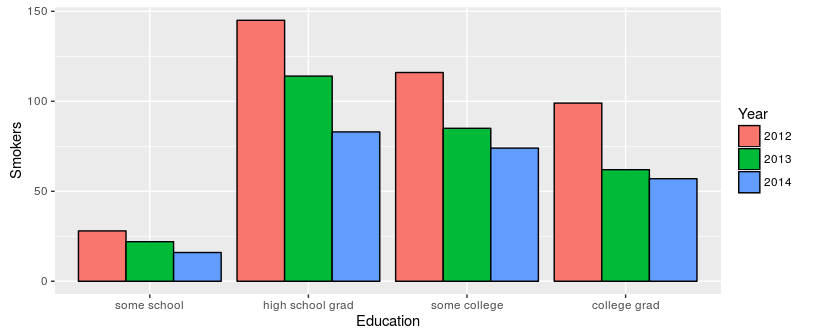 150
100
50
0
Smokers
some school
high school grad
some college
college grad
Education
Year
2012
2013
2014